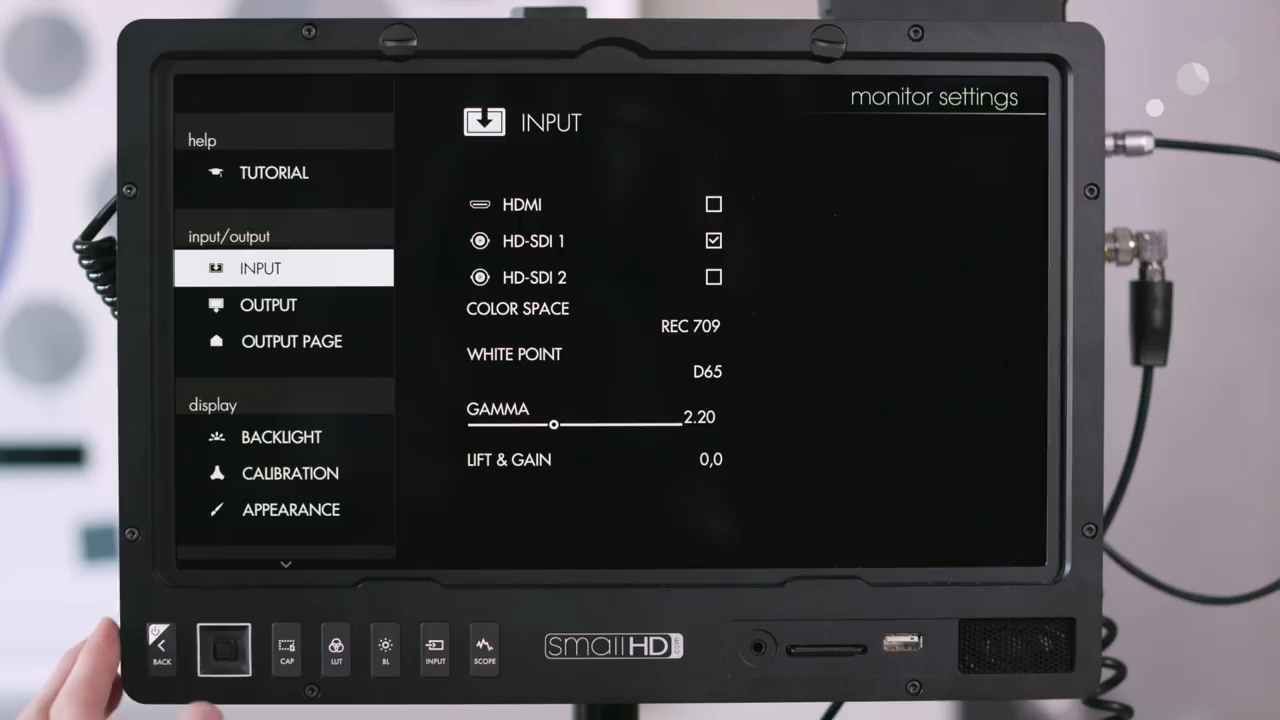 monitor settings
help
TUTORIAL
input/output
INPUT
OUTPUT
OUTPUT PAGE
display
BACKLIGHT
CALIBRATION
APPEARANCE
INPUT
HDMI
HD-SDI 1
HD-SDI 2
COLOR SPACE
REC 709
WHITE POINT
D65
GAMMA
2.20
LIFT & GAIN
0,0
BACK
CAP
LUT
BL
INPUT
SCOPE
smallHD.com